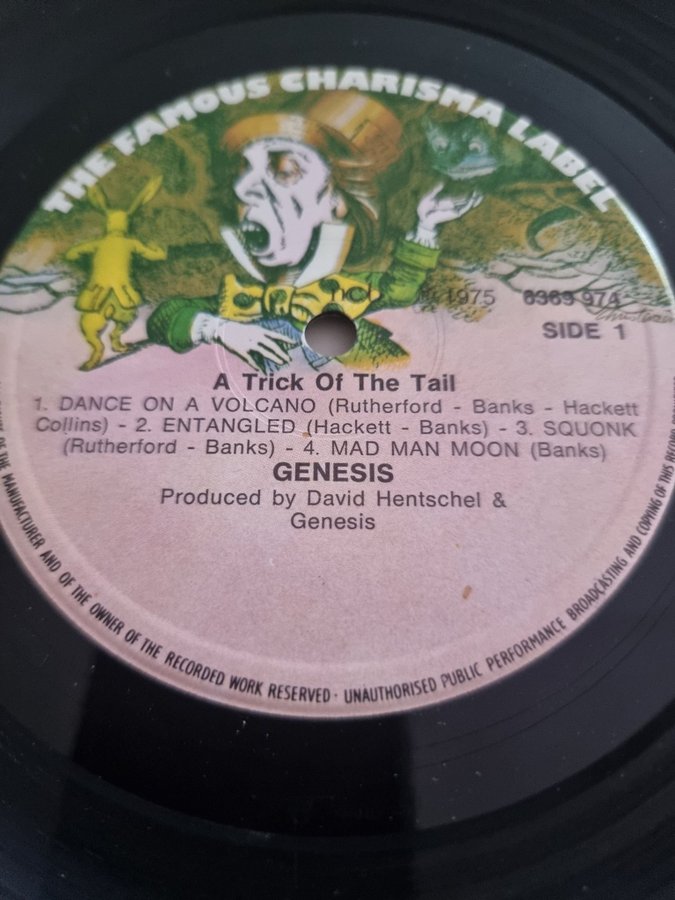 THE FAMOUS CHARISMA LABEL
ncb ℗ 1975 6369 974
SIDE 1
A Trick Of The Tail
1. DANCE ON A VOLCANO (Rutherford - Banks - Hackett
Collins) - 2. ENTANGLED (Hackett - Banks) - 3. SQUONK
(Rutherford - Banks) - 4. MAD MAN MOON (Banks)
GENESIS
Produced by David Hentschel &
Genesis
OF THE MANUFACTURER AND OF THE OWNER OF THE RECORDED WORK RESERVED · UNAUTHORISED PUBLIC PERFORMANCE BROADCASTING AND COPYING OF THIS RECORD